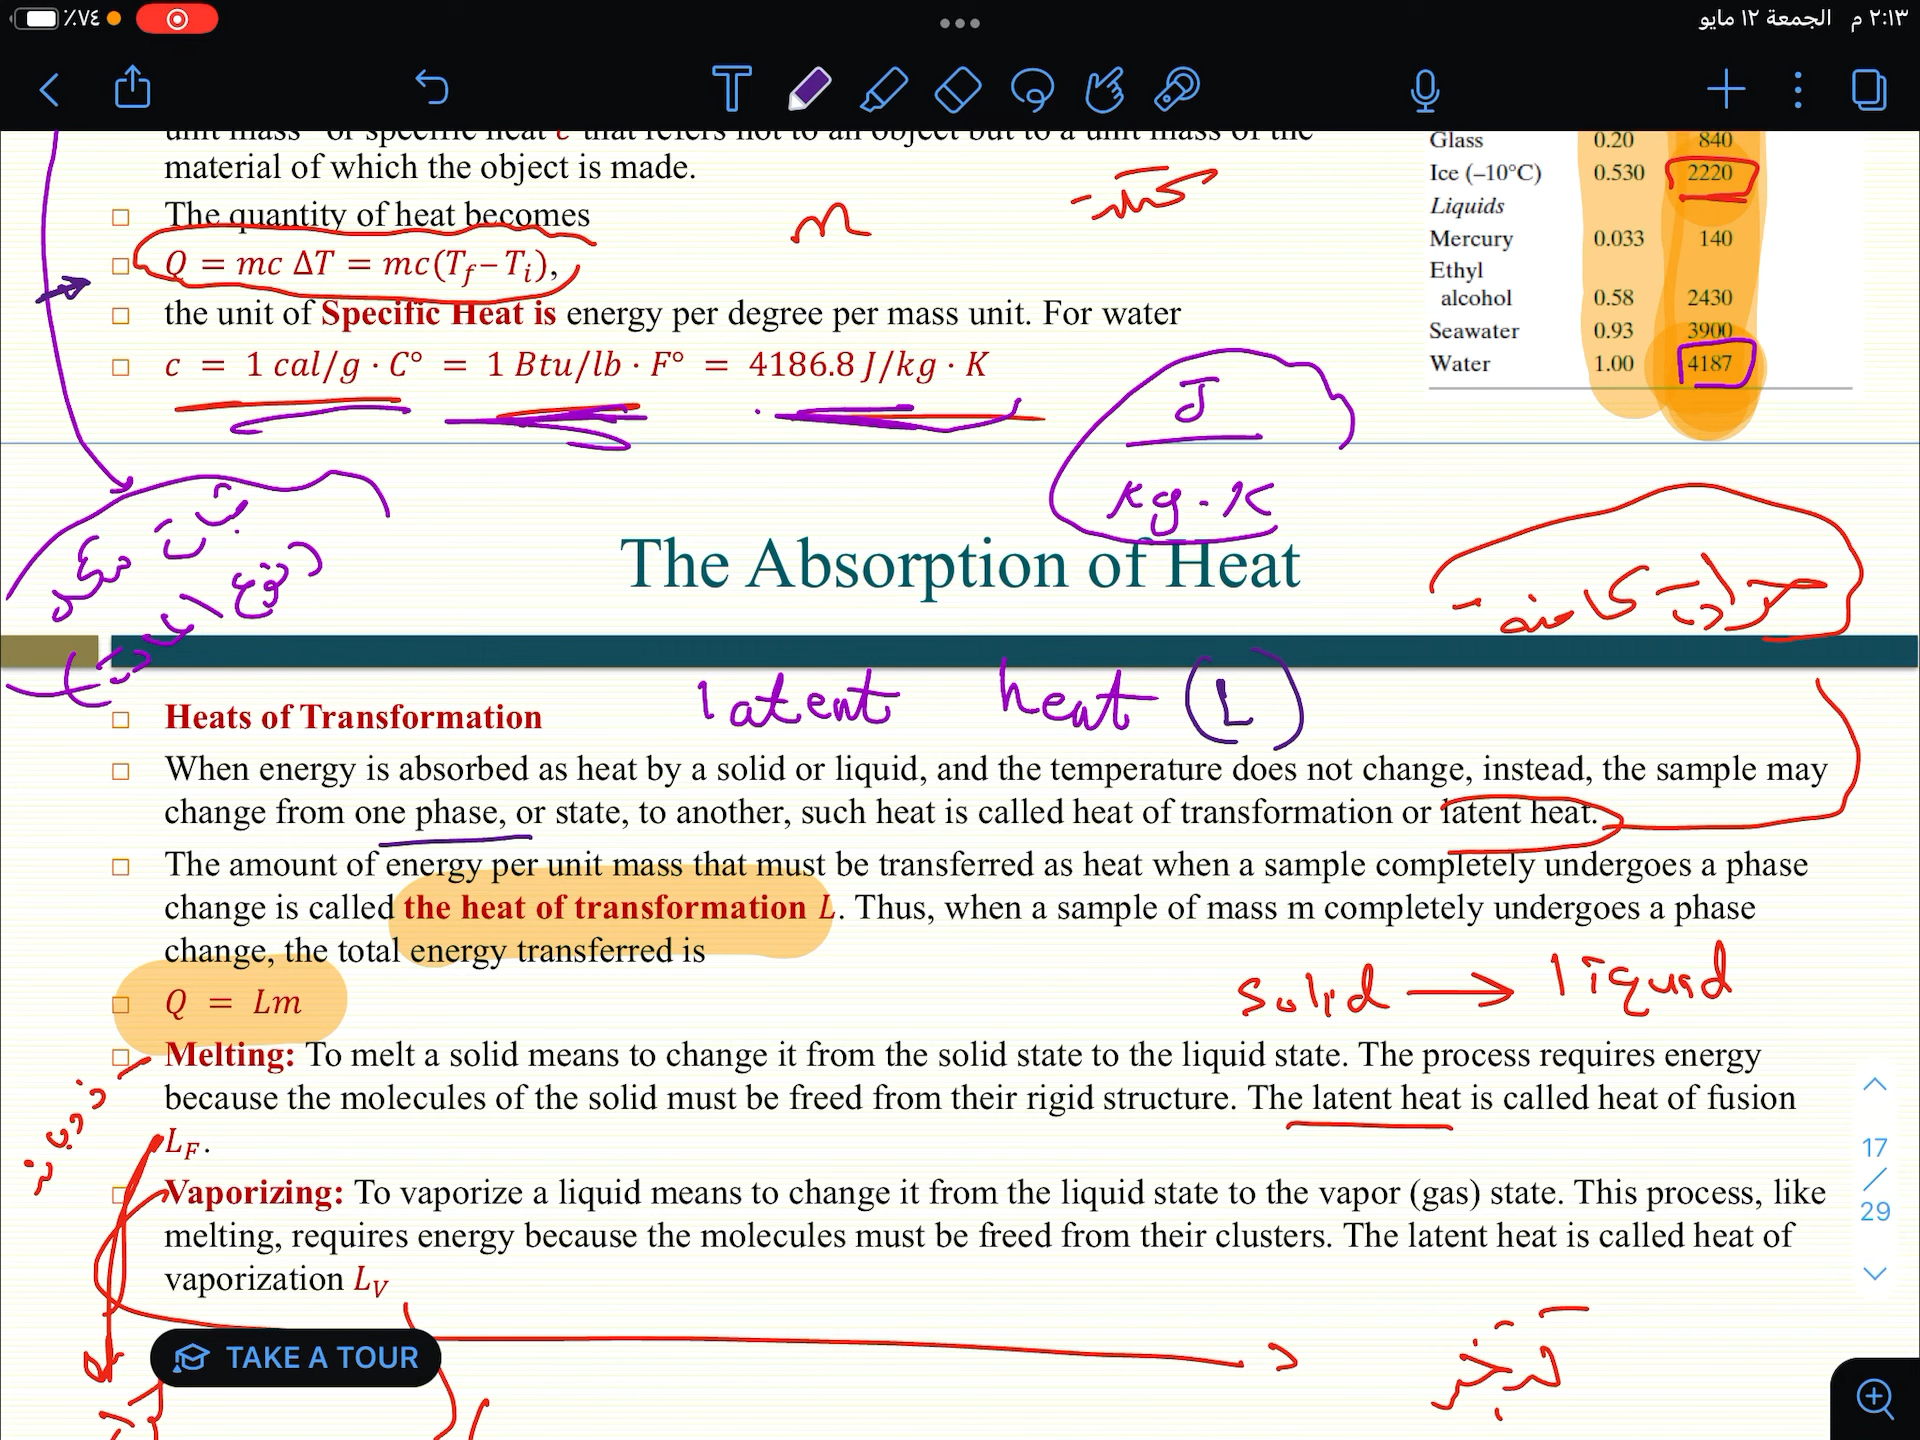 ٪٧٤
٢:١٣ م الجمعة ١٢ مايو
material of which the object is made.
The quantity of heat becomes
m
Q = mc ΔT = mc(T_f − T_i),
the unit of Specific Heat is energy per degree per mass unit. For water
c = 1 cal/g · C° = 1 Btu/lb · F° = 4186.8 J/kg · K
Glass 0.20 840
Ice (–10°C) 0.530 2220
Liquids
Mercury 0.033 140
Ethyl
alcohol 0.58 2430
Seawater 0.93 3900
Water 1.00 4187
J
kg . K
The Absorption of Heat
latent heat (L)
Heats of Transformation
When energy is absorbed as heat by a solid or liquid, and the temperature does not change, instead, the sample may
change from one phase, or state, to another, such heat is called heat of transformation or latent heat.
The amount of energy per unit mass that must be transferred as heat when a sample completely undergoes a phase
change is called the heat of transformation L. Thus, when a sample of mass m completely undergoes a phase
change, the total energy transferred is
Q = Lm
solid → liquid
Melting: To melt a solid means to change it from the solid state to the liquid state. The process requires energy
because the molecules of the solid must be freed from their rigid structure. The latent heat is called heat of fusion
L_F.
Vaporizing: To vaporize a liquid means to change it from the liquid state to the vapor (gas) state. This process, like
melting, requires energy because the molecules must be freed from their clusters. The latent heat is called heat of
vaporization L_V
17
/
29
TAKE A TOUR